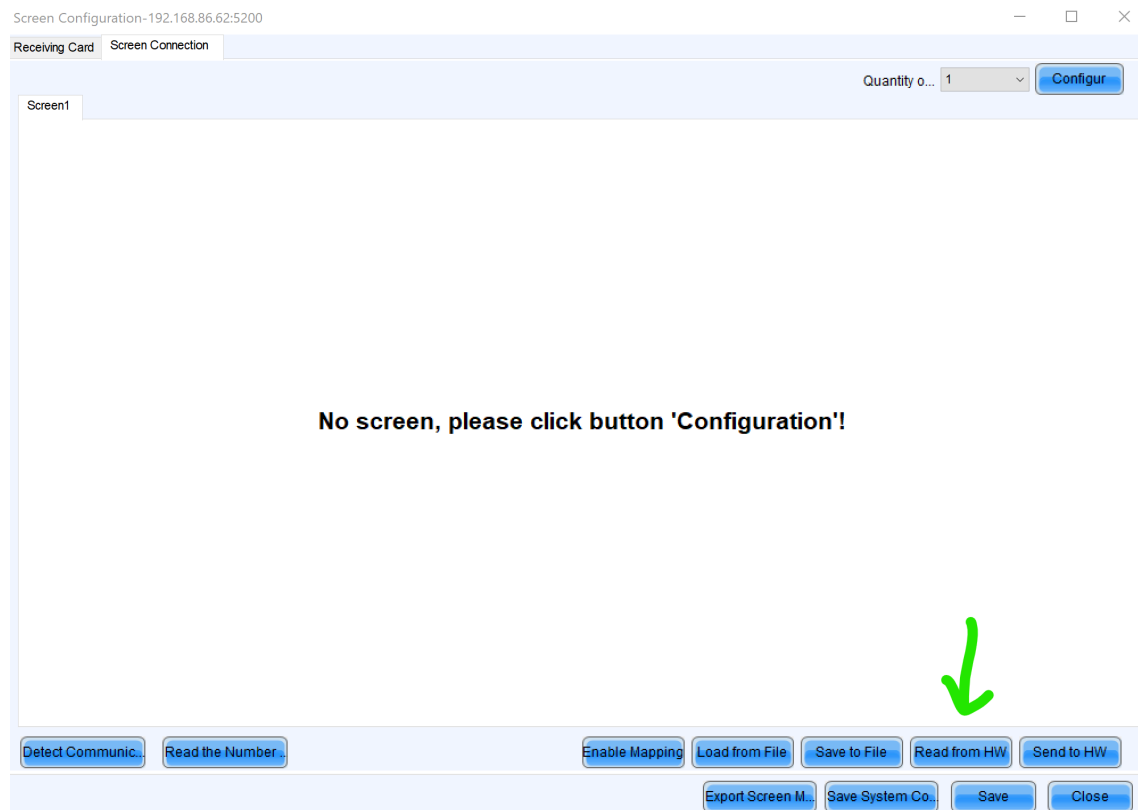 Screen Configuration-192.168.86.62:5200
Receiving Card Screen Connection
Quantity o... 1 Configur
Screen1
No screen, please click button 'Configuration'!
Detect Communic... Read the Number ... Enable Mapping Load from File Save to File Read from HW Send to HW
Export Screen M... Save System Co... Save Close